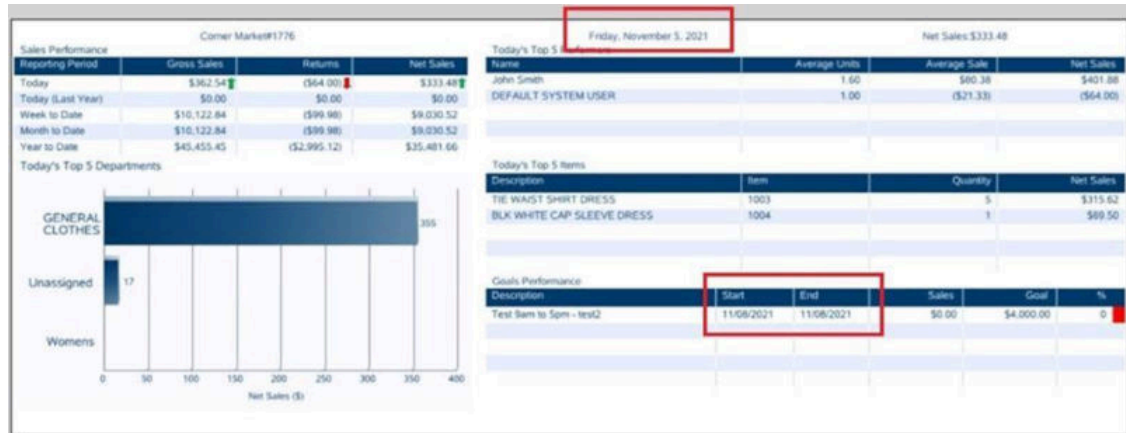 Corner Market#1776
Friday, November 5, 2021
Net Sales:$333.48
Sales Performance
Reporting Period Gross Sales Returns Net Sales
Today $362.54 ($64.00) $333.48
Today (Last Year) $0.00 $0.00 $0.00
Week to Date $10,122.84 ($99.98) $9,030.52
Month to Date $10,122.84 ($99.98) $9,030.52
Year to Date $45,455.45 ($2,995.12) $35,481.66
Today's Top 5 Departments
GENERAL
CLOTHES
355
Unassigned
17
Womens
0 50 100 150 200 250 300 350 400
Net Sales ($)
Today's Top 5
Name Average Units Average Sale Net Sales
John Smith 1.60 $80.38 $401.88
DEFAULT SYSTEM USER 1.00 ($21.33) ($64.00)
Today's Top 5 Items
Description Item Quantity Net Sales
TIE WAIST SHIRT DRESS 1003 5 $315.62
BLK WHITE CAP SLEEVE DRESS 1004 1 $89.50
Goals Performance
Description Start End Sales Goal %
Test 9am to 5pm - test2 11/08/2021 11/08/2021 $0.00 $4,000.00 0